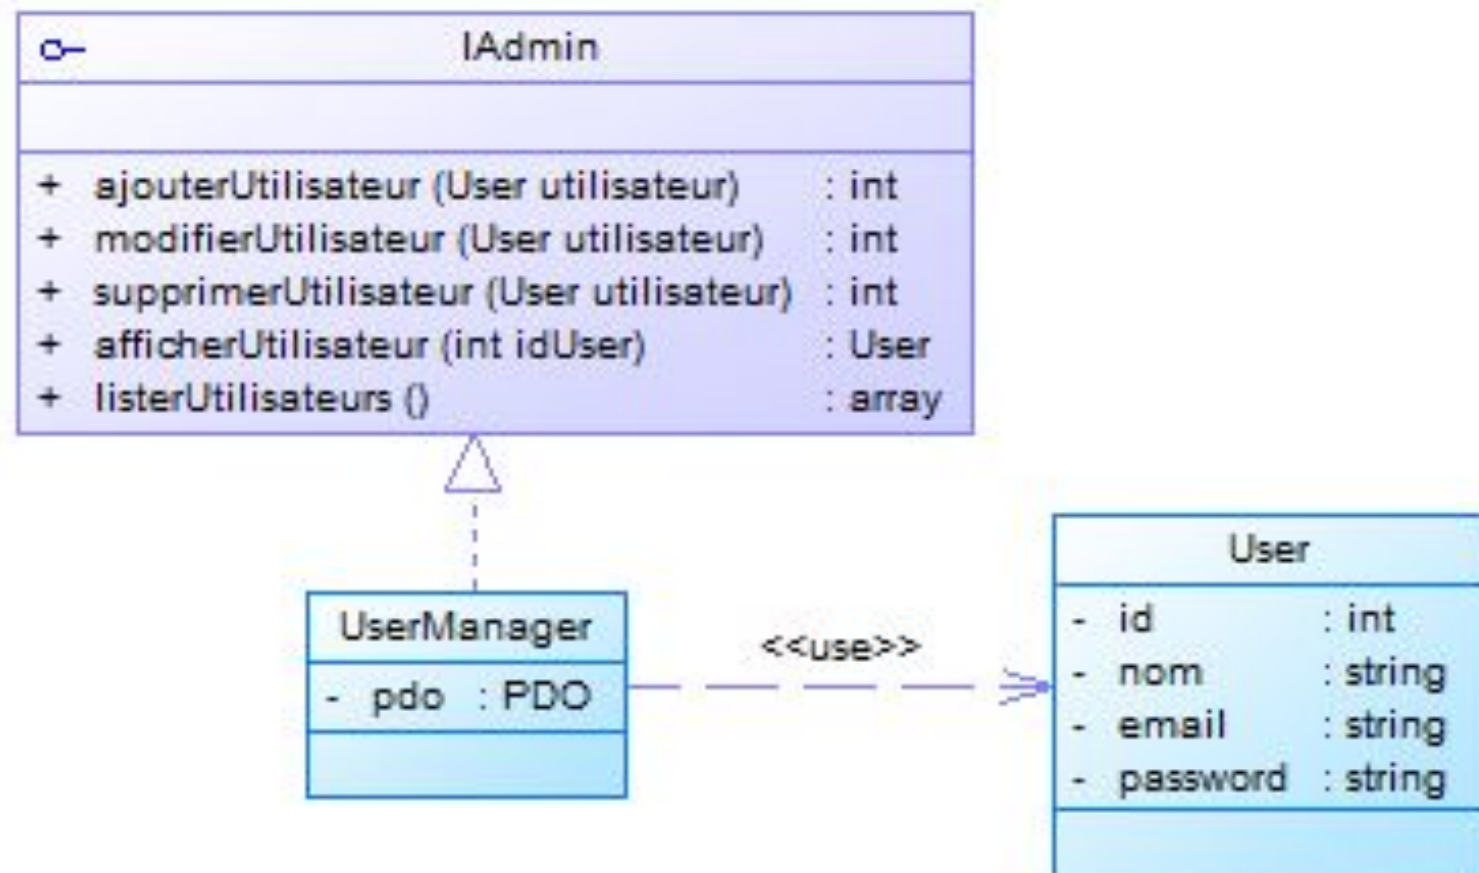 IAdmin
+ ajouterUtilisateur (User utilisateur) : int
+ modifierUtilisateur (User utilisateur) : int
+ supprimerUtilisateur (User utilisateur) : int
+ afficherUtilisateur (int idUser) : User
+ listerUtilisateurs () : array
UserManager
- pdo : PDO
<<use>>
User
- id : int
- nom : string
- email : string
- password : string